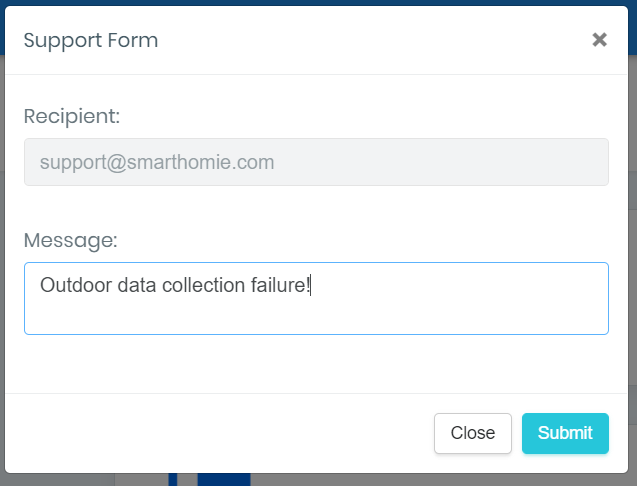 Support Form
×
Recipient:
support@smarthomie.com
Message:
Outdoor data collection failure!
Close
Submit